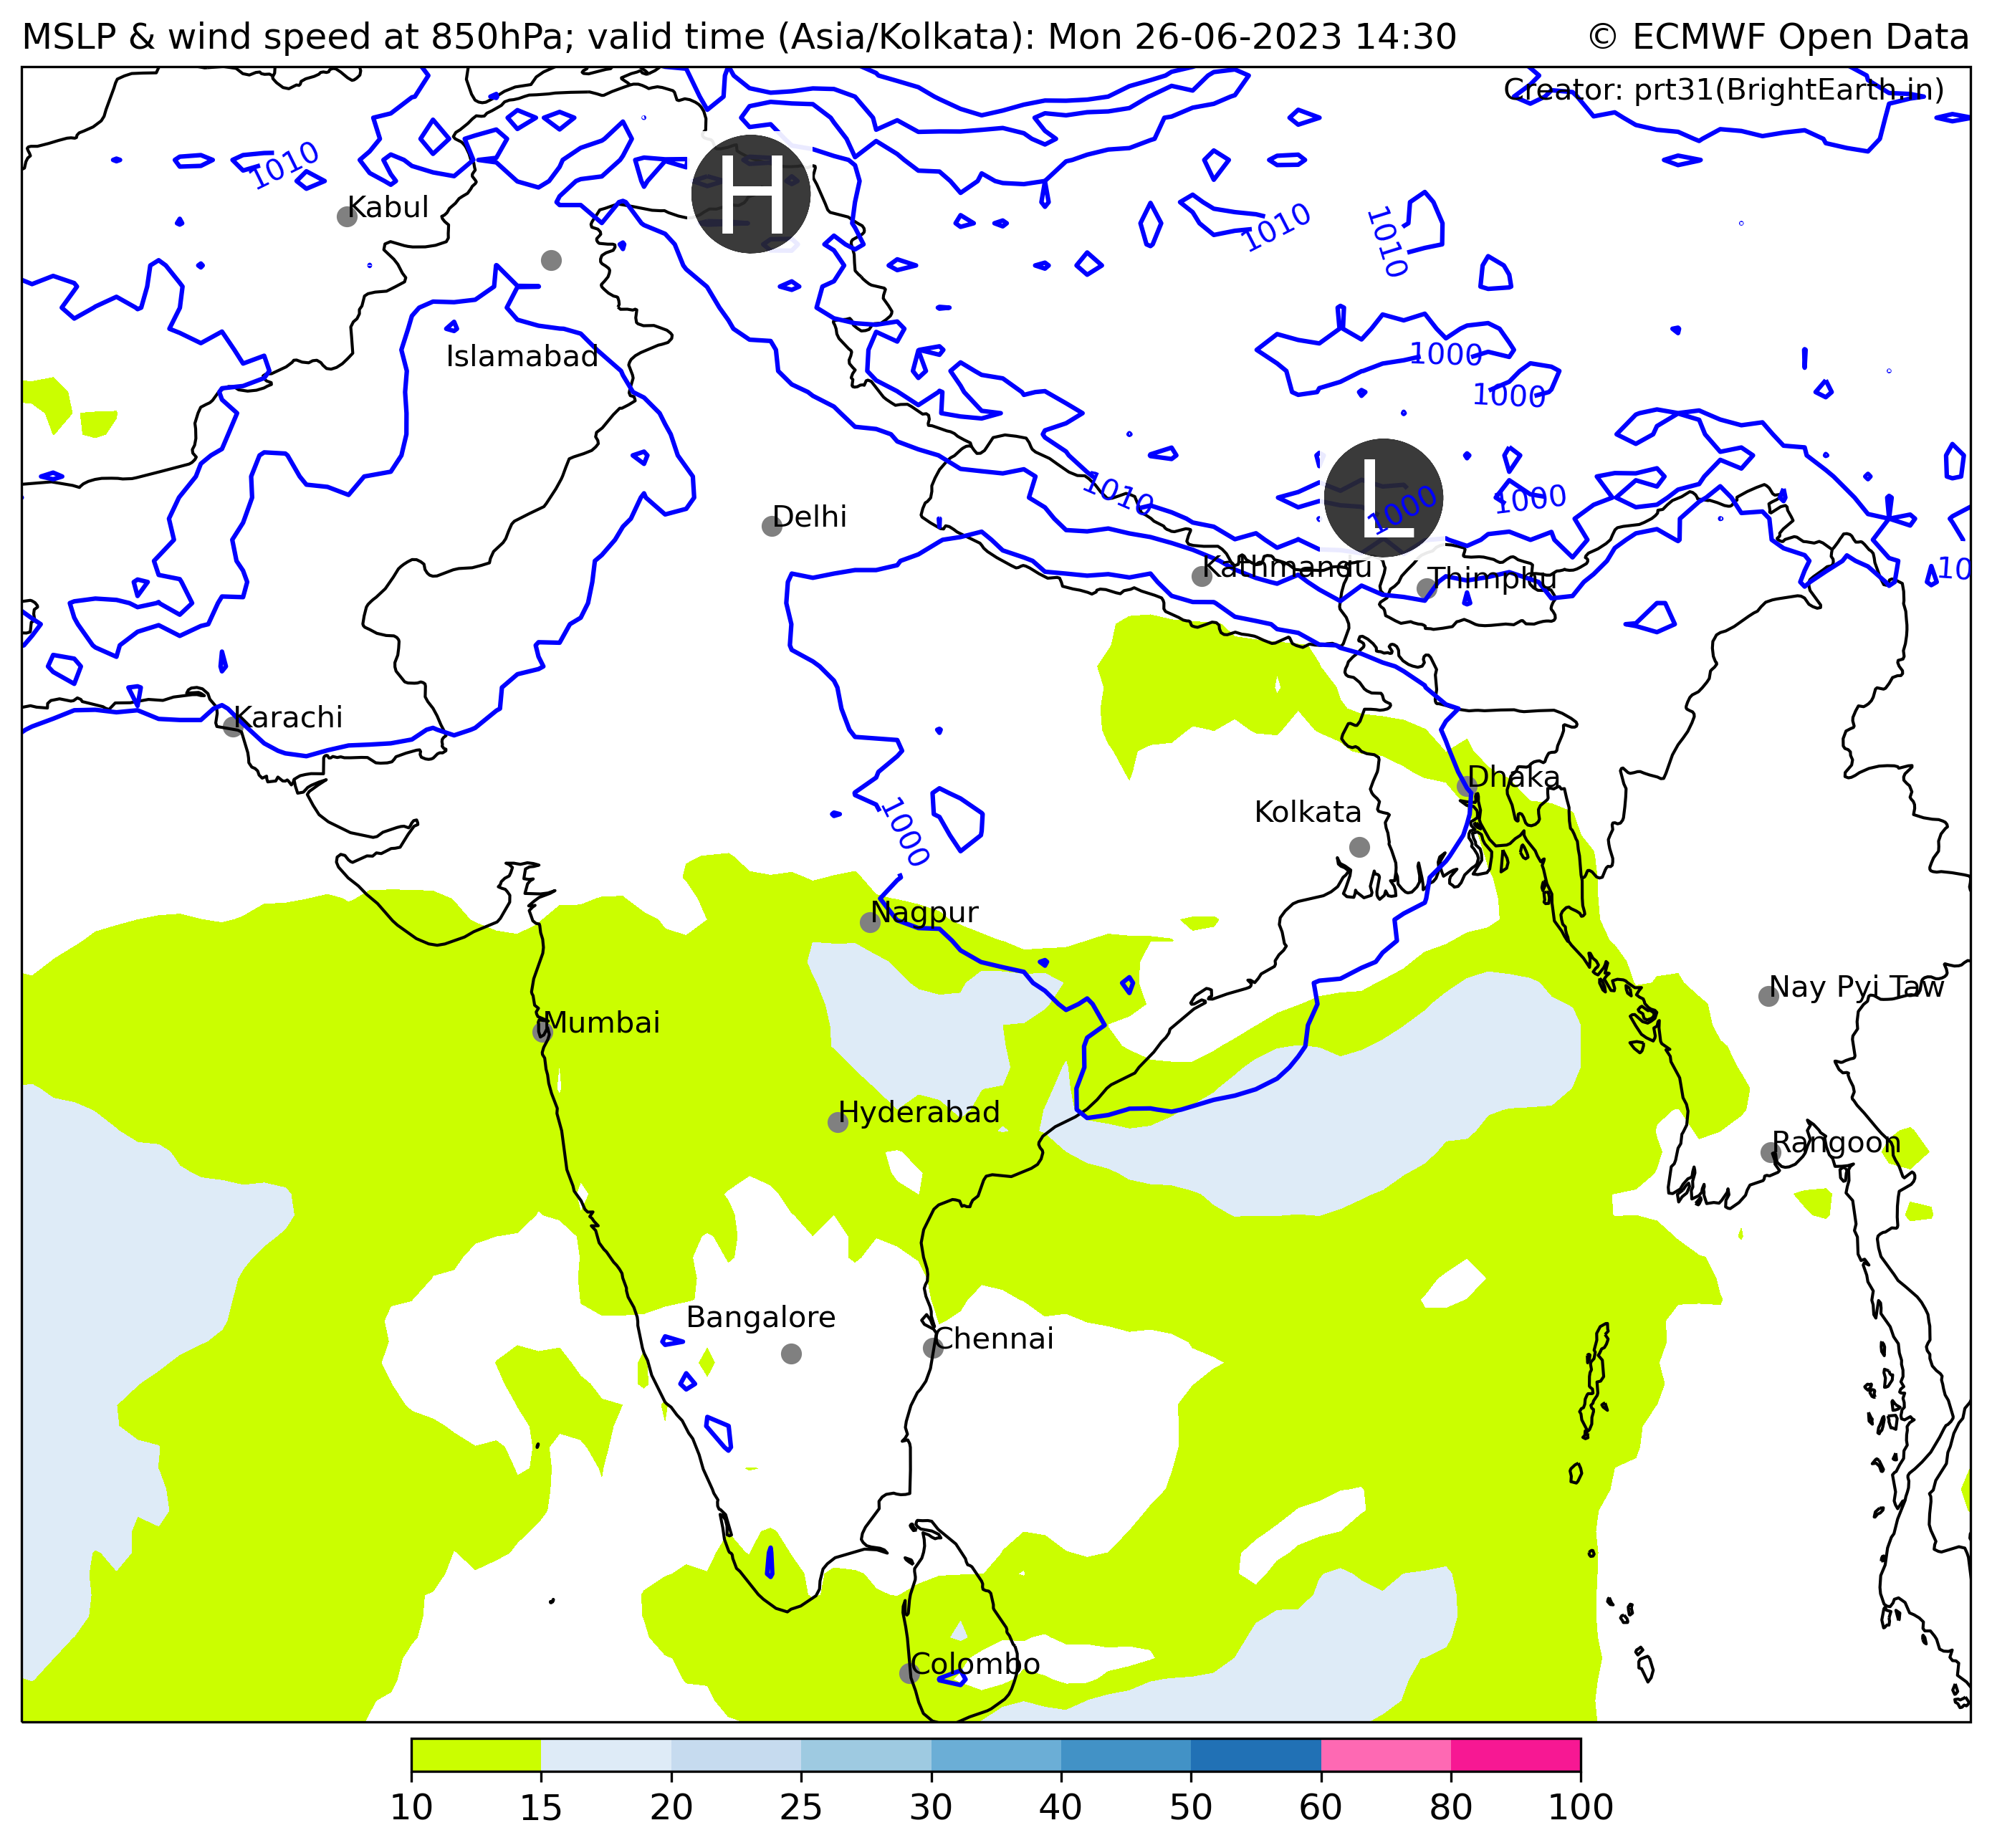 MSLP & wind speed at 850hPa; valid time (Asia/Kolkata): Mon 26-06-2023 14:30
© ECMWF Open Data
Creator: prt31(BrightEarth.in)
1010
H
Kabul
1010
1010
Islamabad
1000
1000
Delhi
1010
L
1000
1000
Kathmandu
Thimphu
10
Karachi
Dhaka
Kolkata
1000
Nagpur
Nay Pyi Taw
Mumbai
Hyderabad
Rangoon
Bangalore
Chennai
Colombo
10 15 20 25 30 40 50 60 80 100